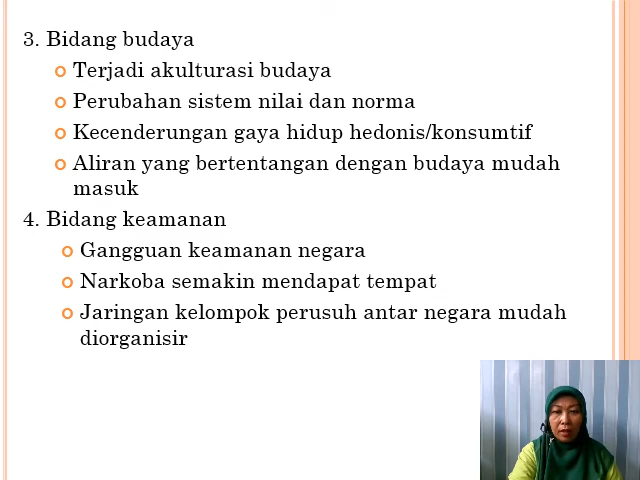 3. Bidang budaya
Terjadi akulturasi budaya
Perubahan sistem nilai dan norma
Kecenderungan gaya hidup hedonis/konsumtif
Aliran yang bertentangan dengan budaya mudah
masuk
4. Bidang keamanan
Gangguan keamanan negara
Narkoba semakin mendapat tempat
Jaringan kelompok perusuh antar negara mudah
diorganisir